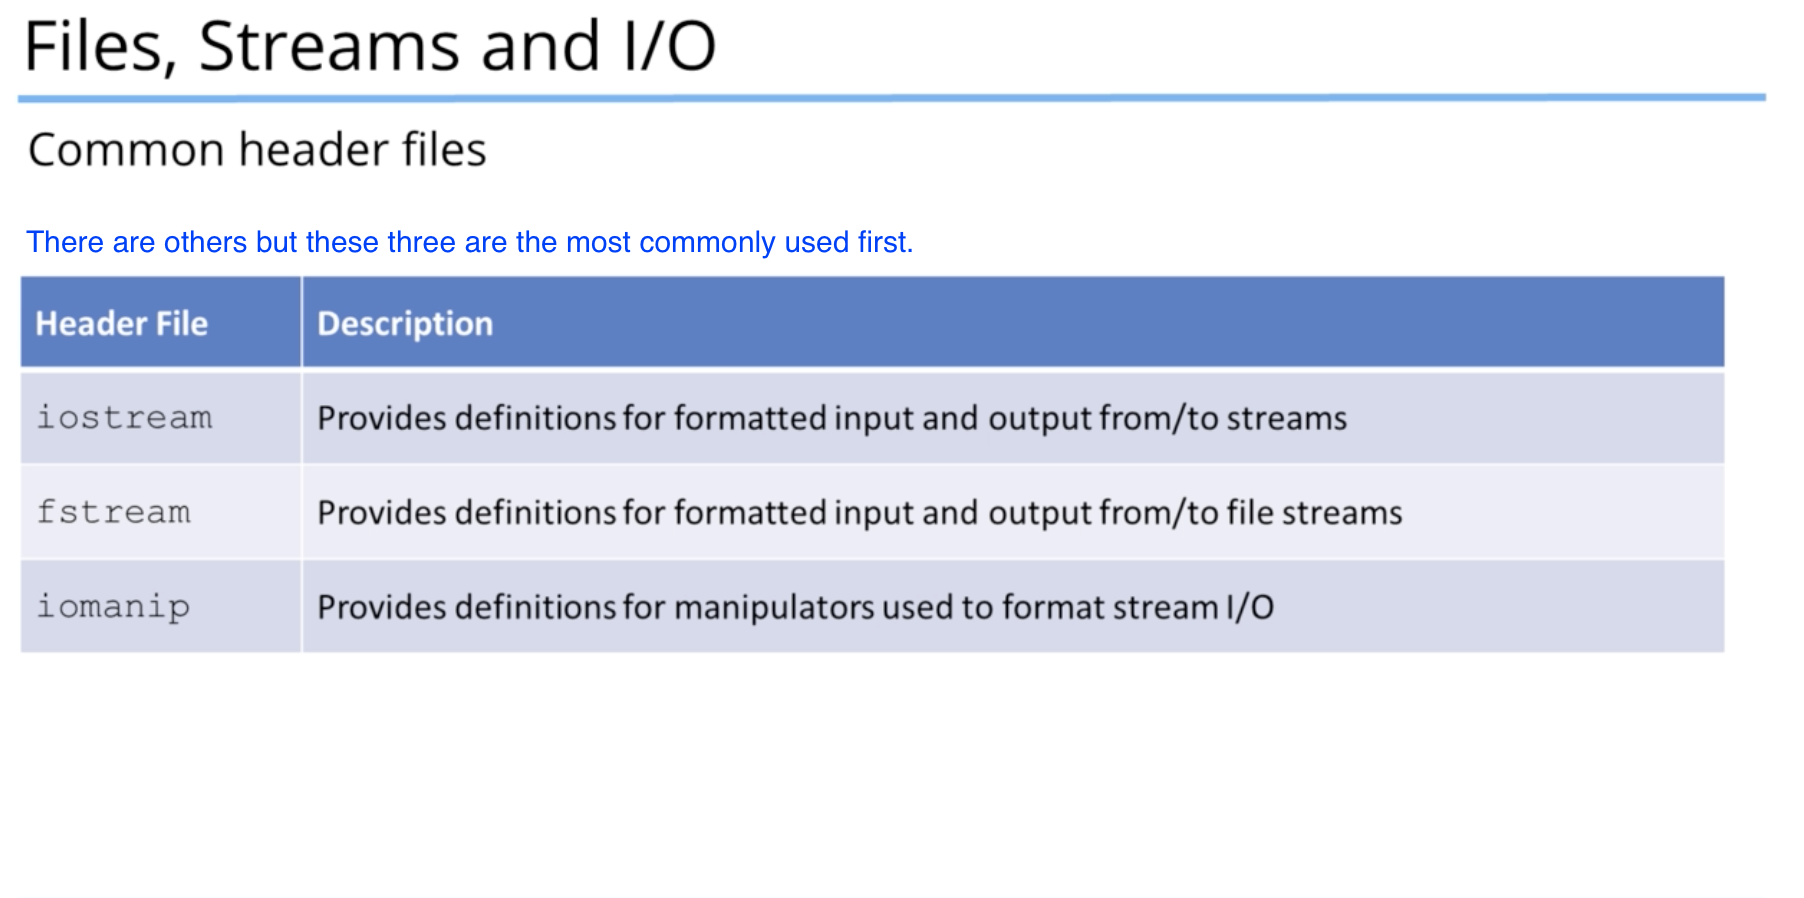 Files, Streams and I/O
Common header files
There are others but these three are the most commonly used first.
Header File Description
iostream Provides definitions for formatted input and output from/to streams
fstream Provides definitions for formatted input and output from/to file streams
iomanip Provides definitions for manipulators used to format stream I/O